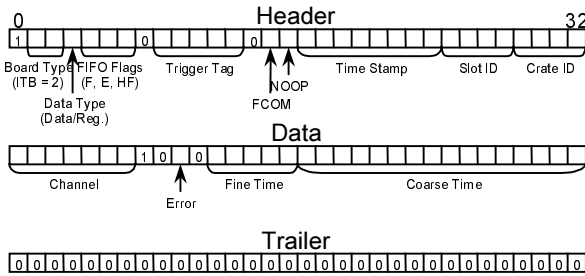 Header
0 32
1 0 0
Board Type FIFO Flags Trigger Tag Time Stamp Slot ID Crate ID
(ITB = 2) (F, E, HF)
NOOP
Data Type FCOM
(Data/Reg.)
Data
1 0 0
Channel Fine Time Coarse Time
Error
Trailer
0 0 0 0 0 0 0 0 0 0 0 0 0 0 0 0 0 0 0 0 0 0 0 0 0 0 0 0 0 0 0 0